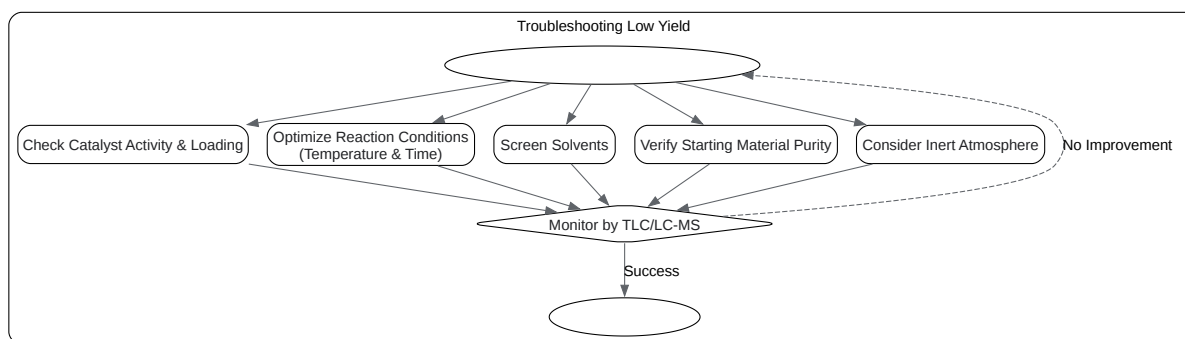 Troubleshooting Low Yield
Check Catalyst Activity & Loading
Optimize Reaction Conditions
(Temperature & Time)
Screen Solvents
Verify Starting Material Purity
Consider Inert Atmosphere
No Improvement
Monitor by TLC/LC-MS
Success